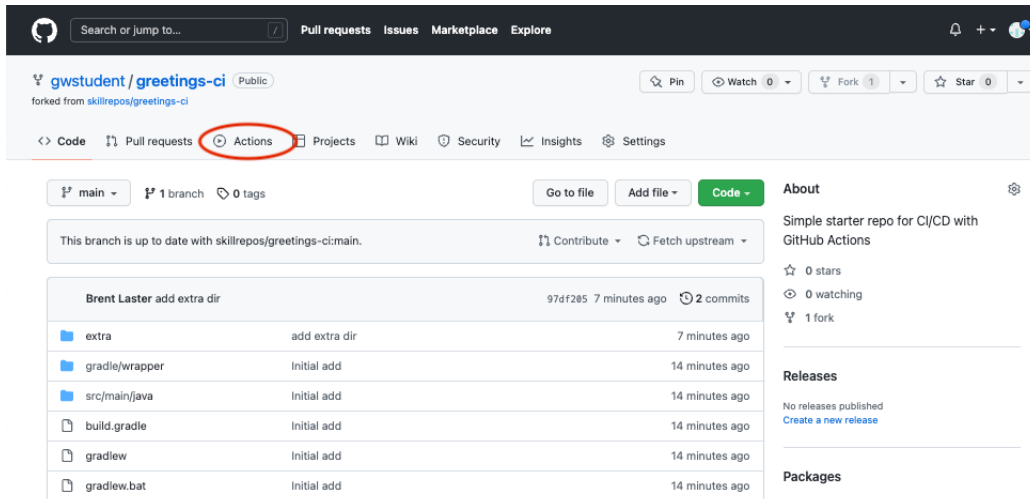 Search or jump to... / Pull requests Issues Marketplace Explore
gwstudent / greetings-ci Public
Pin Watch 0 Fork 1 Star 0
forked from skillrepos/greetings-ci
Code Pull requests Actions Projects Wiki Security Insights Settings
main 1 branch 0 tags Go to file Add file Code
This branch is up to date with skillrepos/greetings-ci:main. Contribute Fetch upstream
Brent Laster add extra dir 97df205 7 minutes ago 2 commits
extra add extra dir 7 minutes ago
gradle/wrapper Initial add 14 minutes ago
src/main/java Initial add 14 minutes ago
build.gradle Initial add 14 minutes ago
gradlew Initial add 14 minutes ago
gradlew.bat Initial add 14 minutes ago
About
Simple starter repo for CI/CD with
GitHub Actions
0 stars
0 watching
1 fork
Releases
No releases published
Create a new release
Packages